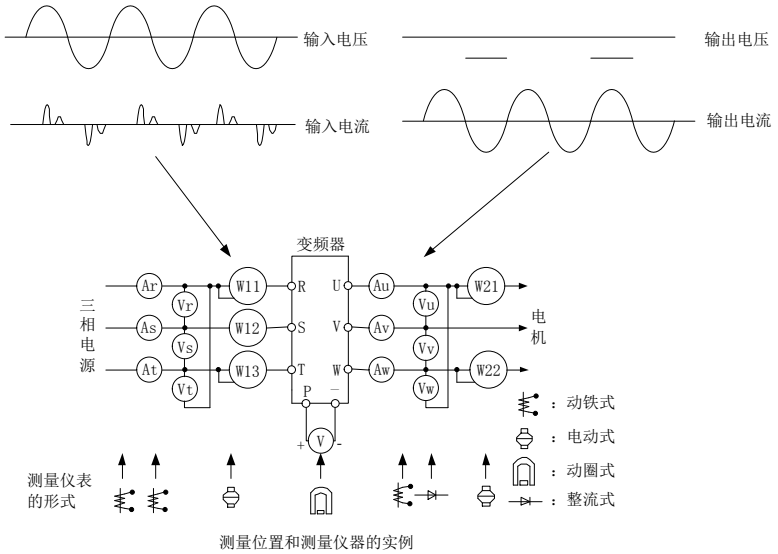 输入电压
输出电压
输入电流
输出电流
变频器
三相电源
Ar
Vr
W11
R
U
Au
Vu
W21
As
Vs
W12
S
V
Av
Vv
电机
At
Vt
W13
T
W
Aw
Vw
W22
P
—
+
V
-
：动铁式
：电动式
：动圈式
：整流式
测量仪表
的形式
测量位置和测量仪器的实例